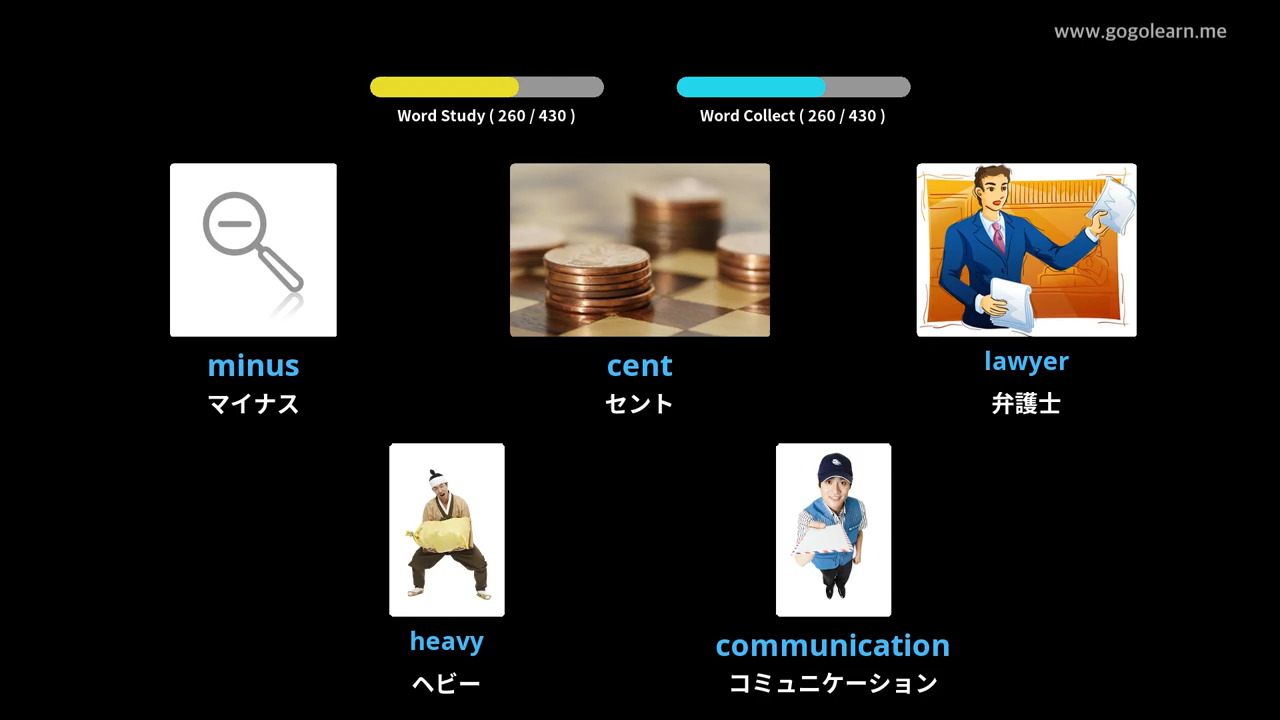 www.gogolearn.me
Word Study ( 260 / 430 )
Word Collect ( 260 / 430 )
minus
マイナス
cent
セント
lawyer
弁護士
heavy
ヘビー
communication
コミュニケーション